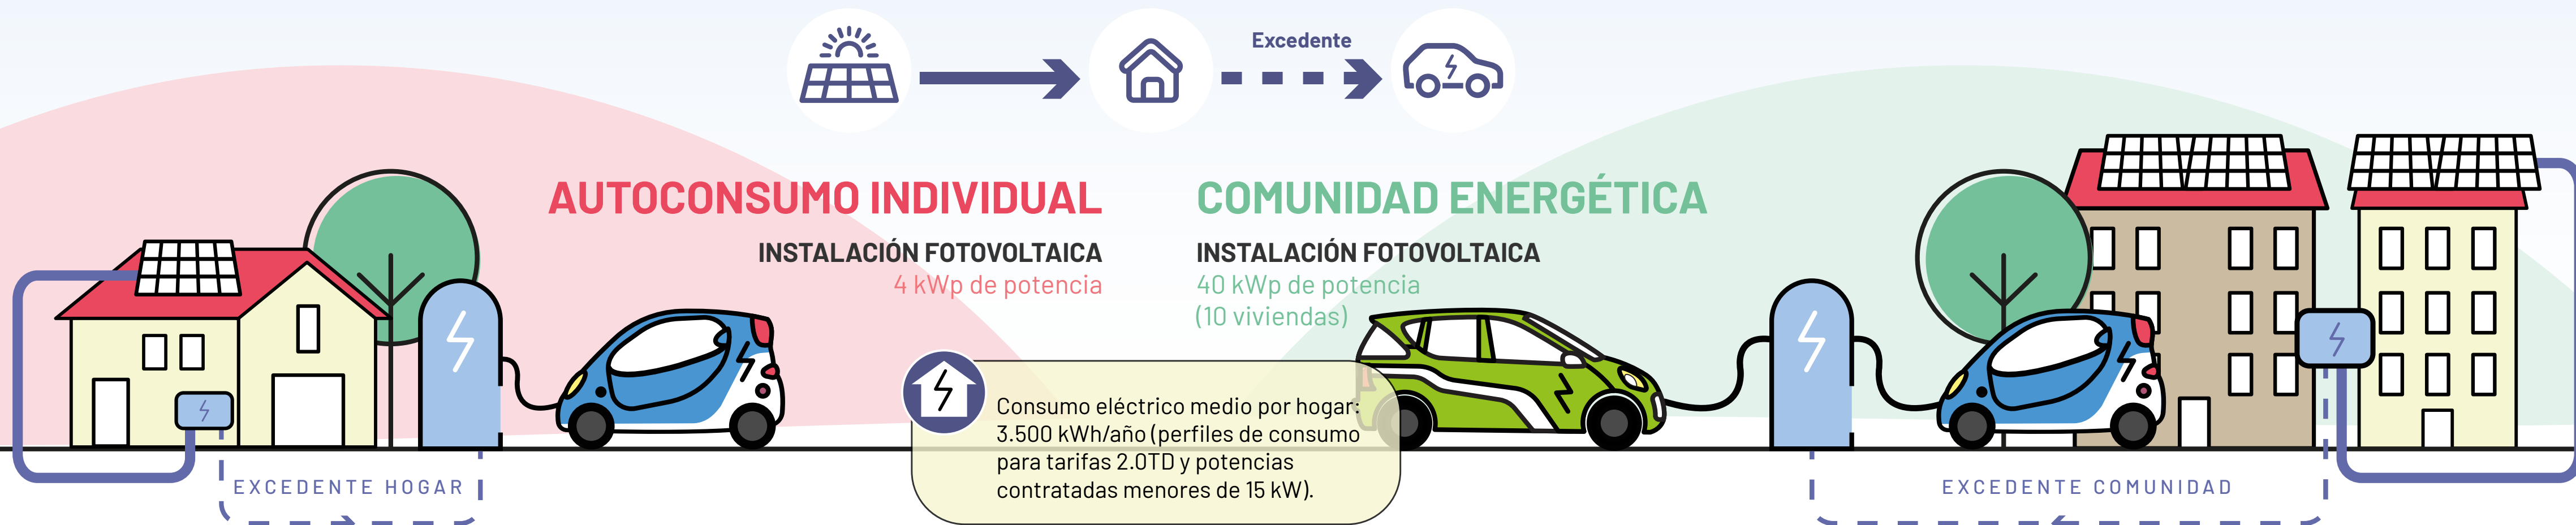 Excedente
AUTOCONSUMO INDIVIDUAL
INSTALACIÓN FOTOVOLTAICA
4 kWp de potencia
COMUNIDAD ENERGÉTICA
INSTALACIÓN FOTOVOLTAICA
40 kWp de potencia
(10 viviendas)
Consumo eléctrico medio por hogar:
3.500 kWh/año (perfiles de consumo
para tarifas 2.0TD y potencias
contratadas menores de 15 kW).
EXCEDENTE HOGAR
EXCEDENTE COMUNIDAD